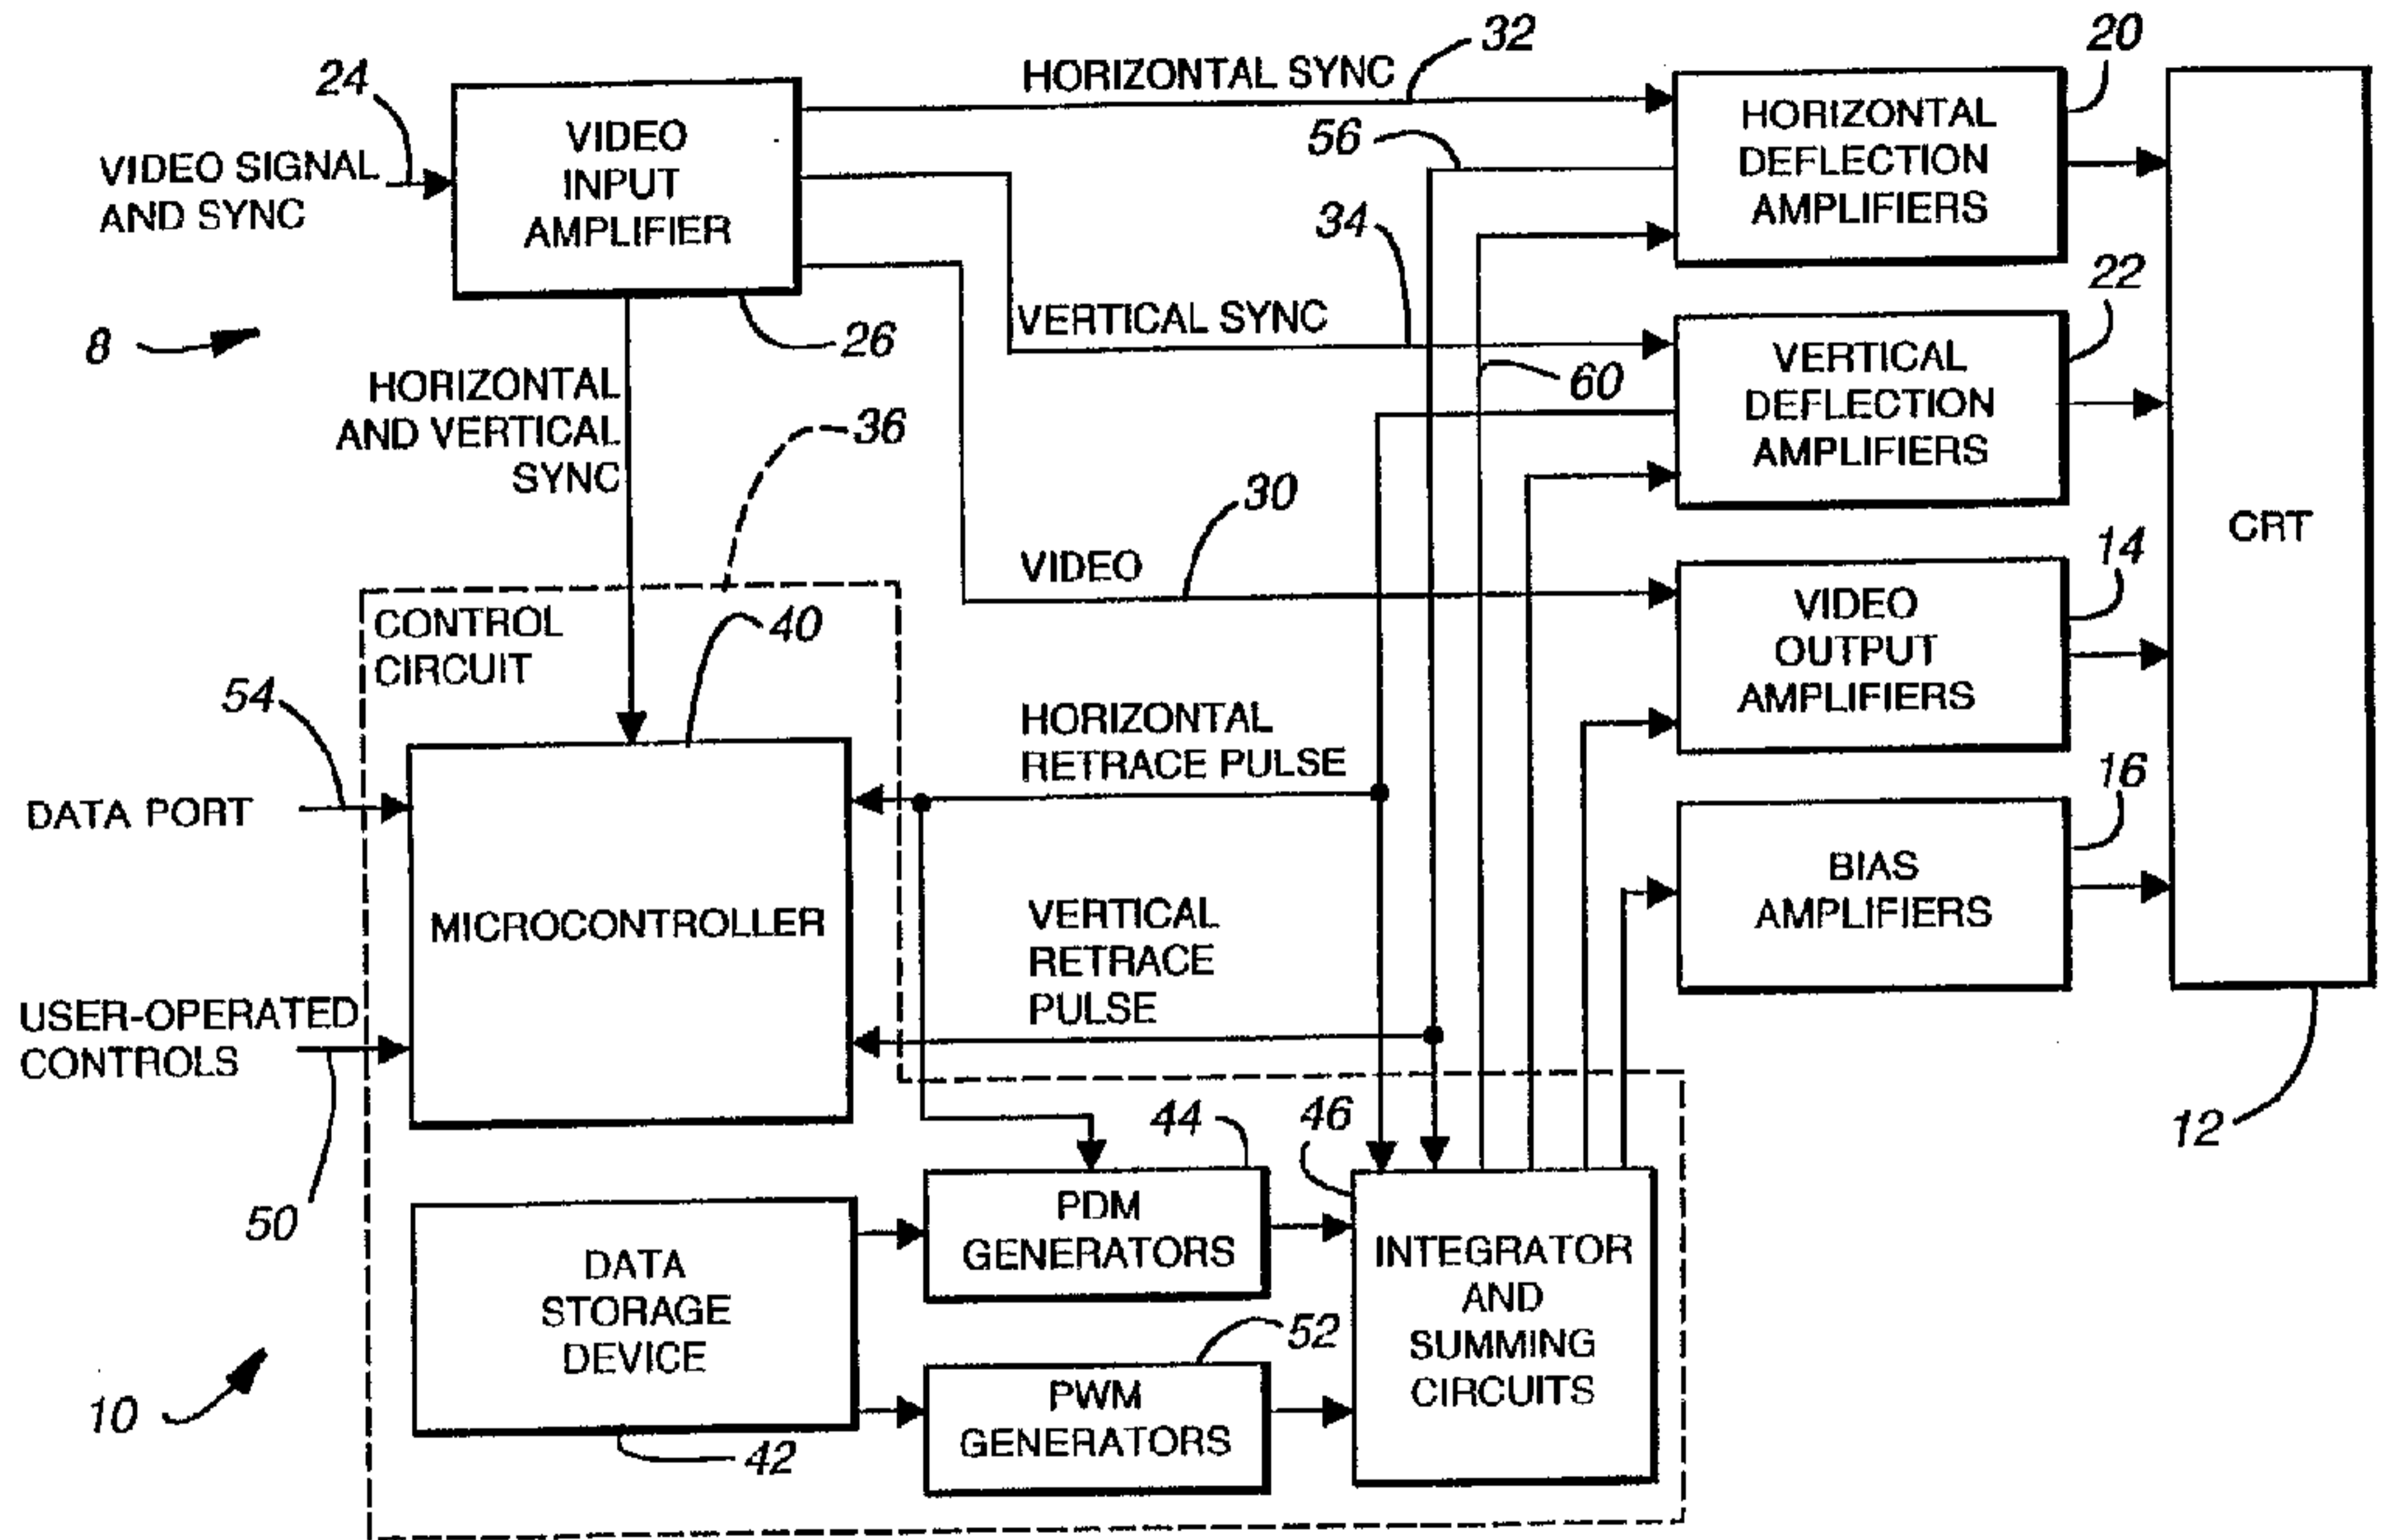 24
VIDEO SIGNAL
AND SYNC
VIDEO
INPUT
AMPLIFIER
26
8
HORIZONTAL SYNC
32
56
34
VERTICAL SYNC
60
HORIZONTAL
DEFLECTION
AMPLIFIERS
20
VERTICAL
DEFLECTION
AMPLIFIERS
22
HORIZONTAL
AND VERTICAL
SYNC
36
30
VIDEO
VIDEO
OUTPUT
AMPLIFIERS
14
CRT
CONTROL
CIRCUIT
40
54
DATA PORT
MICROCONTROLLER
HORIZONTAL
RETRACE PULSE
VERTICAL
RETRACE
PULSE
BIAS
AMPLIFIERS
16
12
USER-OPERATED
CONTROLS
50
44
46
PDM
GENERATORS
DATA
STORAGE
DEVICE
42
52
PWM
GENERATORS
INTEGRATOR
AND
SUMMING
CIRCUITS
10